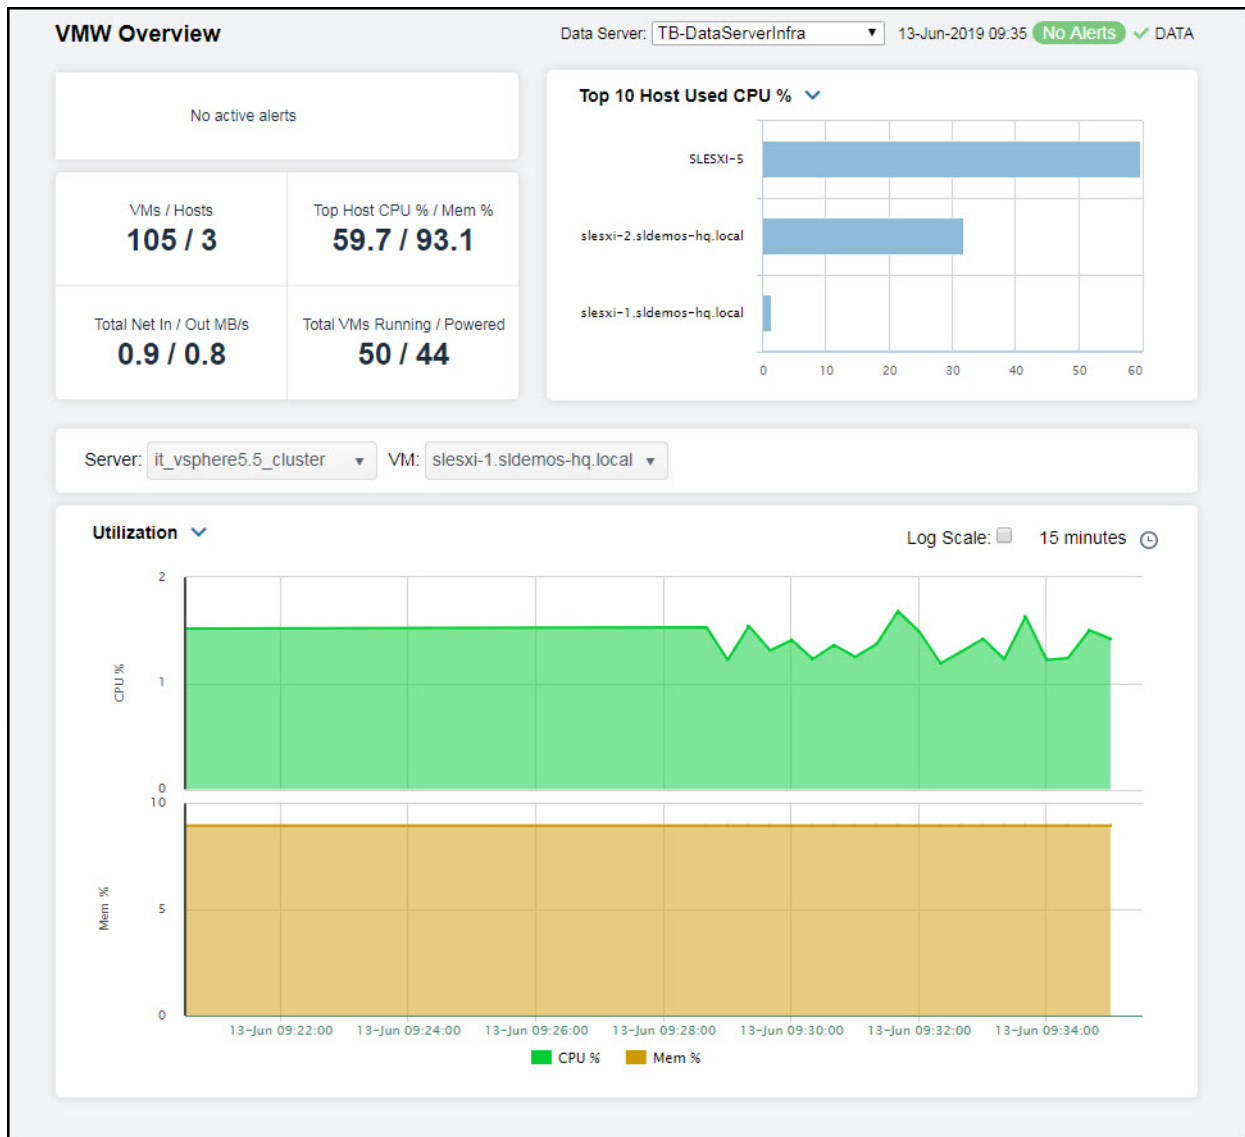 VMW Overview
Data Server: TB-DataServerInfra 13-Jun-2019 09:35 No Alerts DATA
No active alerts
VMs / Hosts
105 / 3
Top Host CPU % / Mem %
59.7 / 93.1
Total Net In / Out MB/s
0.9 / 0.8
Total VMs Running / Powered
50 / 44
Top 10 Host Used CPU %
SLESXI-5
slesxi-2.sldemos-hq.local
slesxi-1.sldemos-hq.local
0 10 20 30 40 50 60
Server: it_vsphere5.5_cluster VM: slesxi-1.sldemos-hq.local
Utilization
Log Scale: 15 minutes
2
CPU %
1
0
10
Mem %
5
0
13-Jun 09:22:00 13-Jun 09:24:00 13-Jun 09:26:00 13-Jun 09:28:00 13-Jun 09:30:00 13-Jun 09:32:00 13-Jun 09:34:00
CPU % Mem %